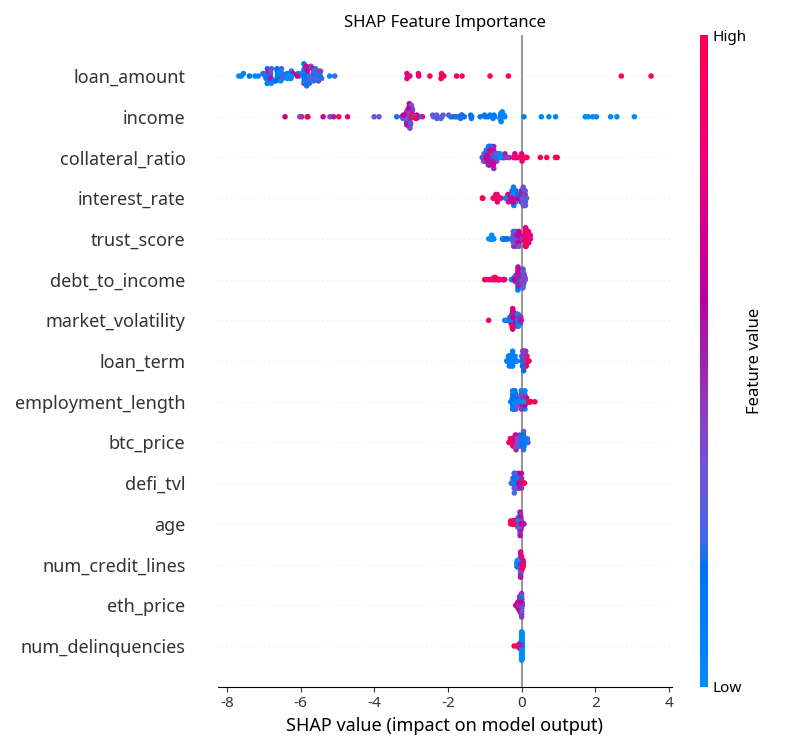 SHAP Feature Importance
High
loan_amount
income
collateral_ratio
interest_rate
trust_score
debt_to_income
market_volatility
loan_term
employment_length
btc_price
defi_tvl
age
num_credit_lines
eth_price
num_delinquencies
Feature value
Low
-8 -6 -4 -2 0 2 4
SHAP value (impact on model output)